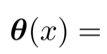 𝜽(x) =